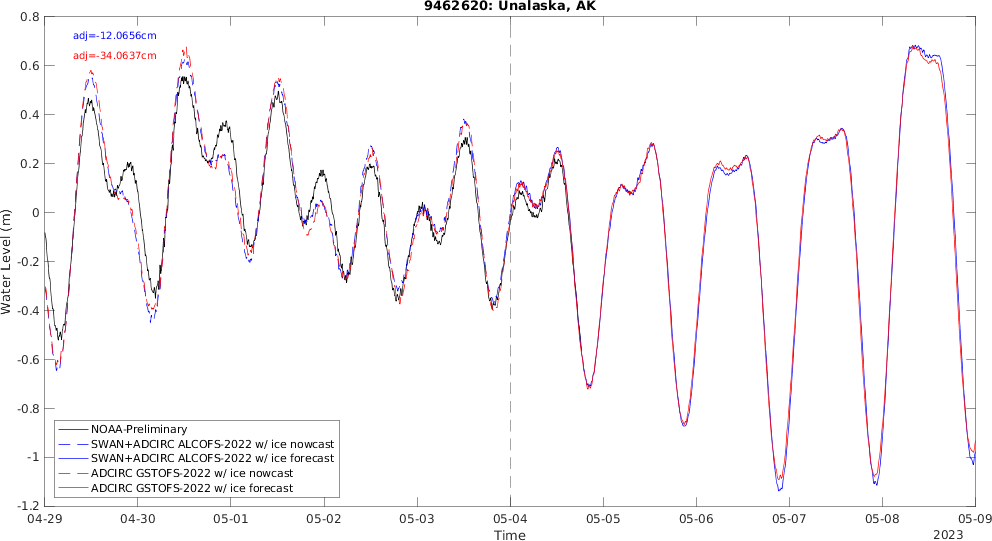 9462620: Unalaska, AK
adj=-12.0656cm
adj=-34.0637cm
0.8
0.6
0.4
0.2
0
-0.2
-0.4
-0.6
-0.8
-1
-1.2
Water Level (m)
NOAA-Preliminary
SWAN+ADCIRC ALCOFS-2022 w/ ice nowcast
SWAN+ADCIRC ALCOFS-2022 w/ ice forecast
ADCIRC GSTOFS-2022 w/ ice nowcast
ADCIRC GSTOFS-2022 w/ ice forecast
04-29 04-30 05-01 05-02 05-03 05-04 05-05 05-06 05-07 05-08 05-09
Time
2023